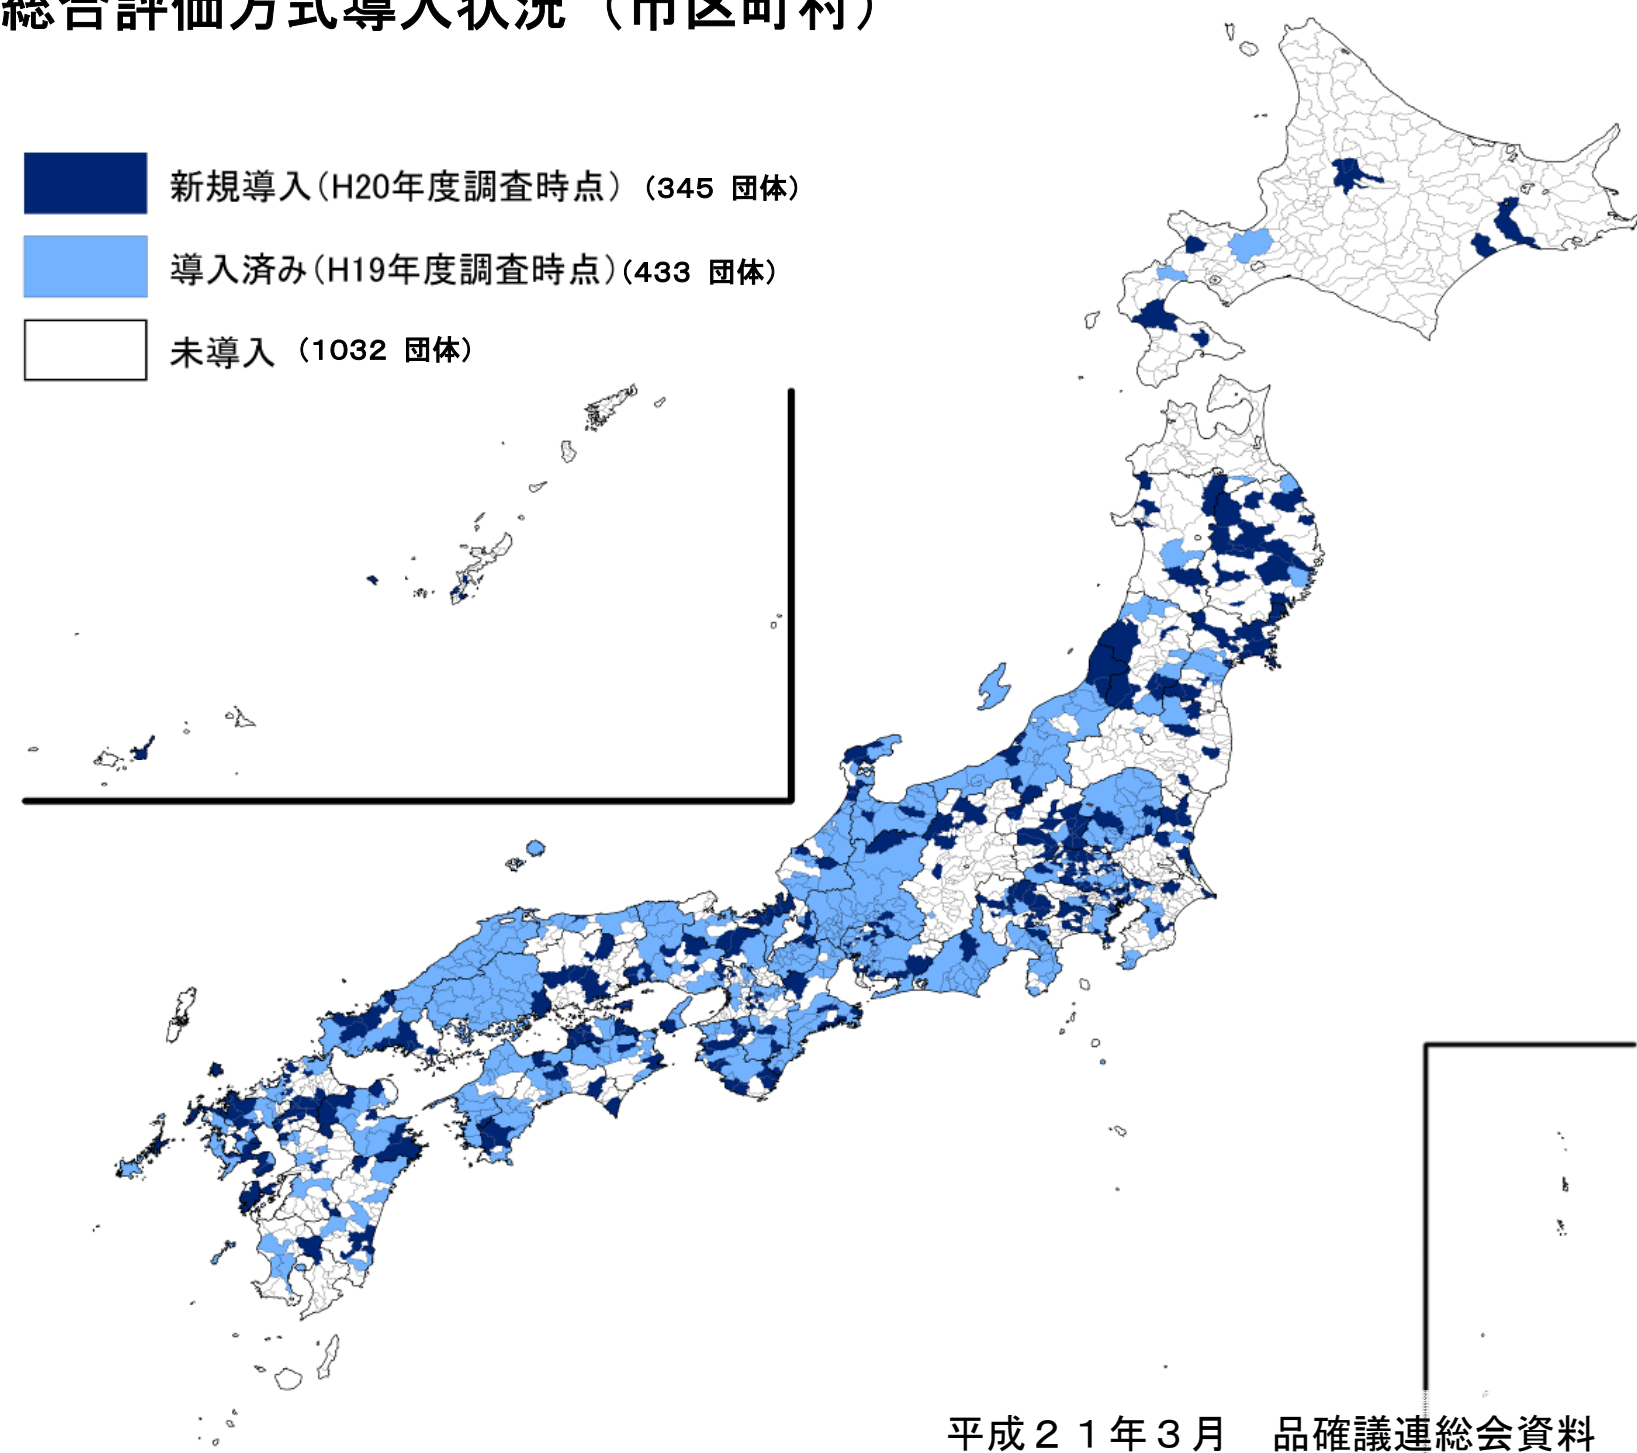 総合評価方式導入状況（市区町村）
新規導入（H20年度調査時点）（345 団体）
導入済み（H19年度調査時点）（433 団体）
未導入（1032 団体）
平成２１年３月　品確議連総会資料